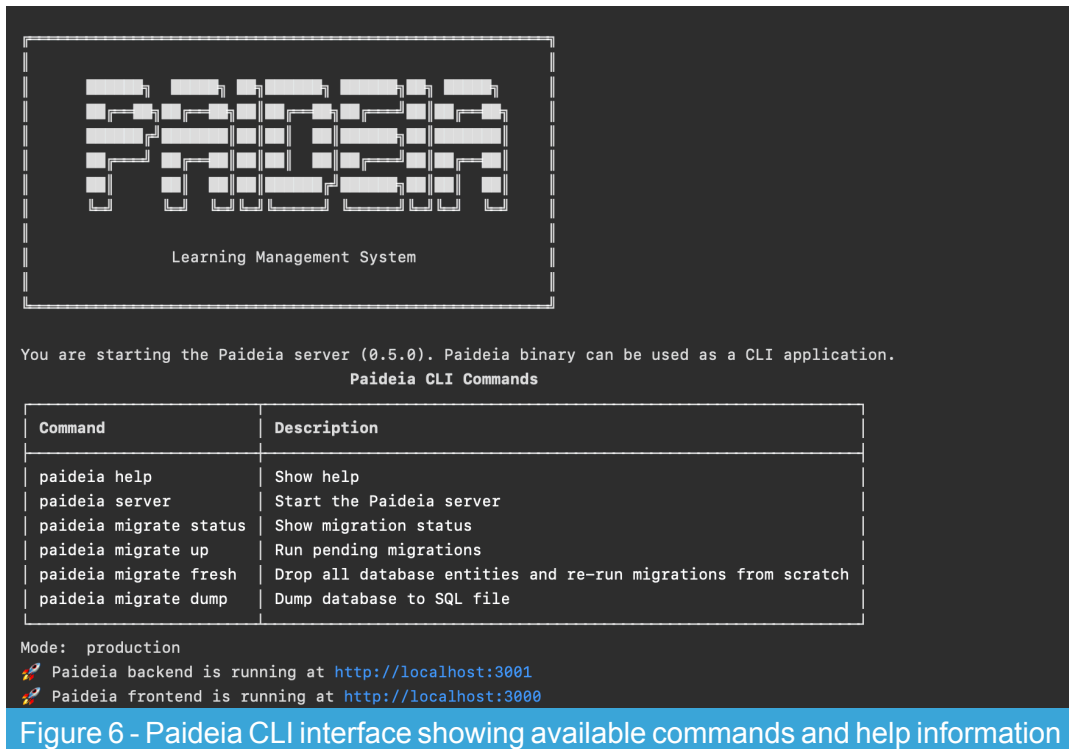 PAIDEIA
Learning Management System
You are starting the Paideia server (0.5.0). Paideia binary can be used as a CLI application.
Paideia CLI Commands
Command Description
paideia help Show help
paideia server Start the Paideia server
paideia migrate status Show migration status
paideia migrate up Run pending migrations
paideia migrate fresh Drop all database entities and re-run migrations from scratch
paideia migrate dump Dump database to SQL file
Mode: production
🚀 Paideia backend is running at http://localhost:3001
🚀 Paideia frontend is running at http://localhost:3000
Figure 6 - Paideia CLI interface showing available commands and help information